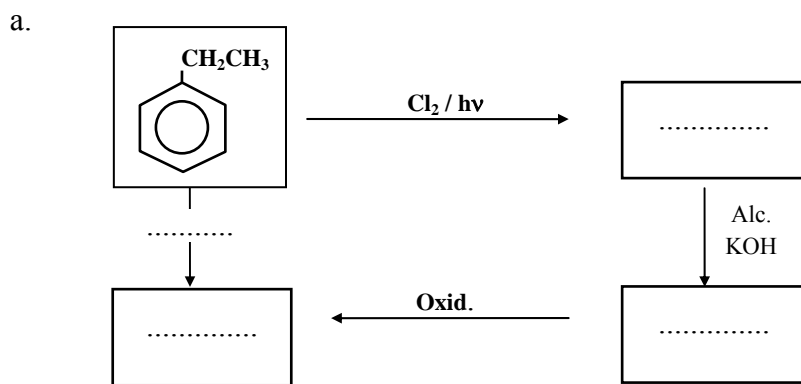 a.
CH₂CH₃
Cl₂ / hν
..............
Alc.
KOH
...........
Oxid.
..............
..............